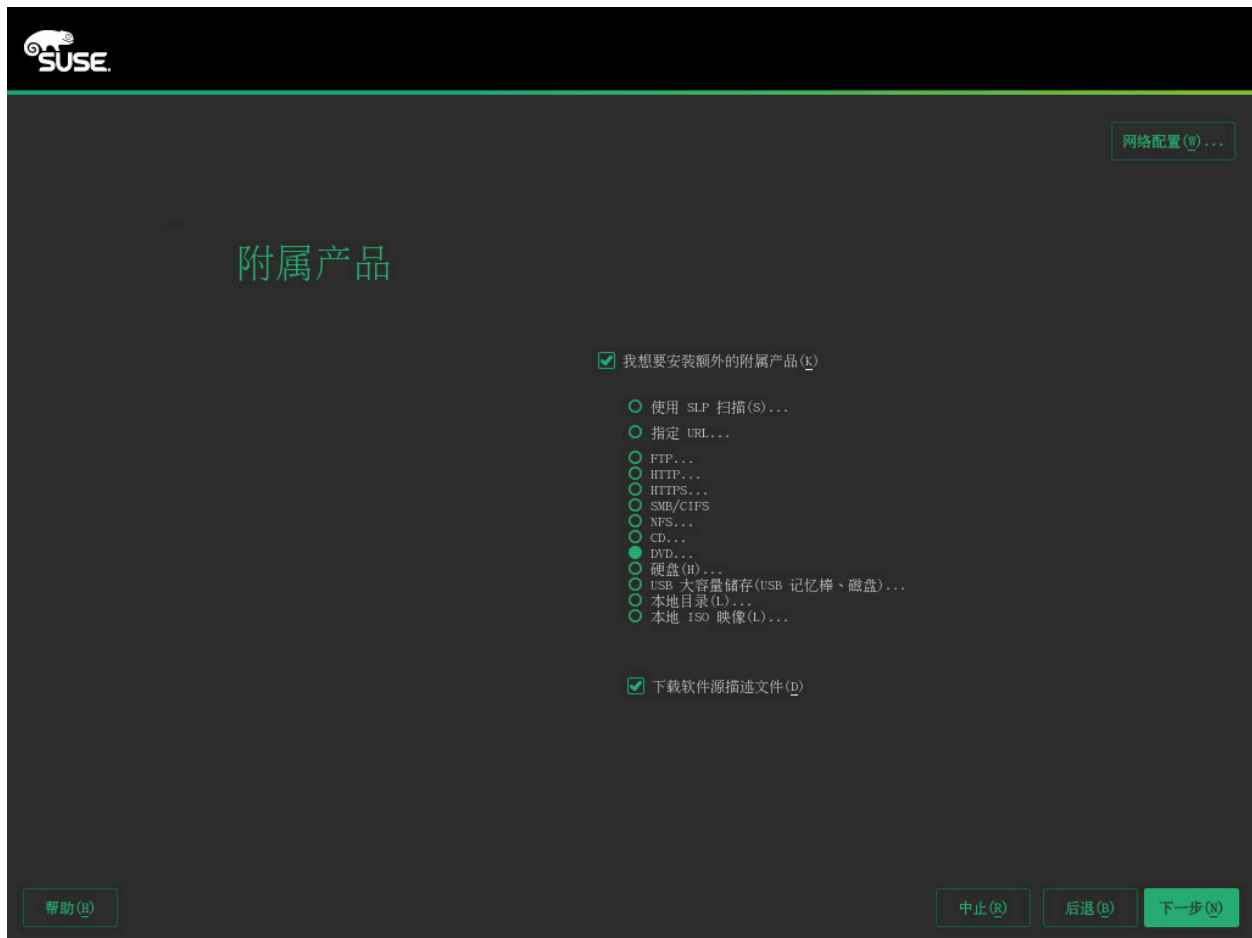 SUSE.
网络配置(W)...
附属产品
我想要安装额外的附属产品(K)
使用 SLP 扫描(S)...
指定 URL...
FTP...
HTTP...
HTTPS...
SMB/CIFS
NFS...
CD...
DVD...
硬盘(H)...
USB 大容量储存(USB 记忆棒、磁盘)...
本地目录(L)...
本地 ISO 映像(L)...
下载软件源描述文件(D)
帮助(H)
中止(R)
后退(B)
下一步(N)